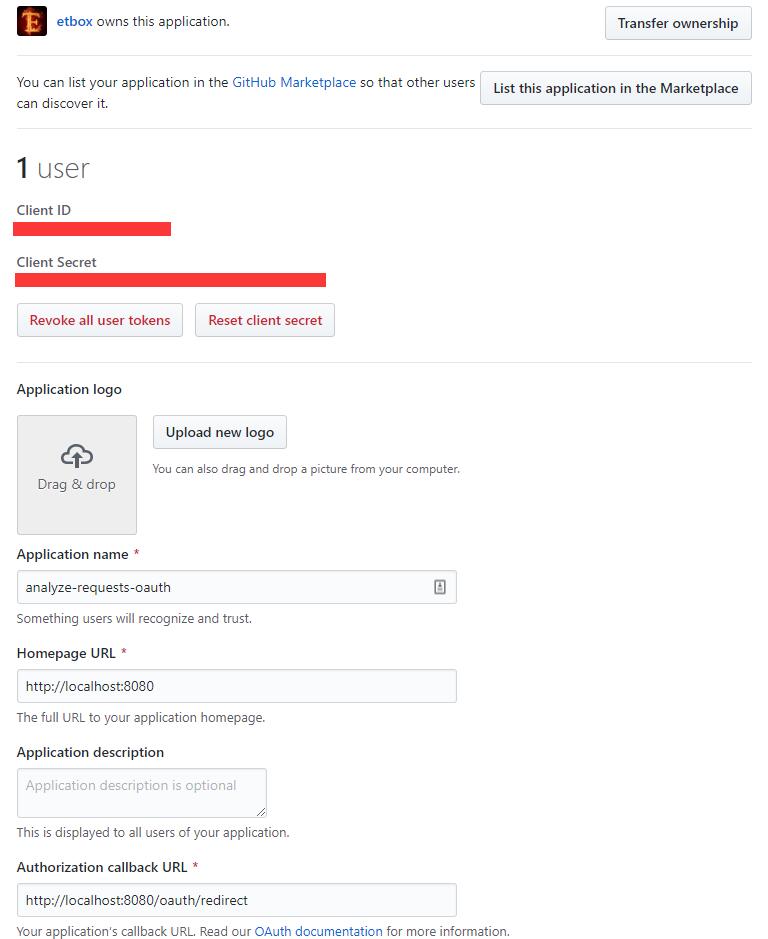 etbox owns this application.
Transfer ownership
You can list your application in the GitHub Marketplace so that other users
can discover it.
List this application in the Marketplace
1 user
Client ID
Client Secret
Revoke all user tokens
Reset client secret
Application logo
Drag & drop
Upload new logo
You can also drag and drop a picture from your computer.
Application name *
analyze-requests-oauth
Something users will recognize and trust.
Homepage URL *
http://localhost:8080
The full URL to your application homepage.
Application description
Application description is optional
This is displayed to all users of your application.
Authorization callback URL *
http://localhost:8080/oauth/redirect
Your application's callback URL. Read our OAuth documentation for more information.